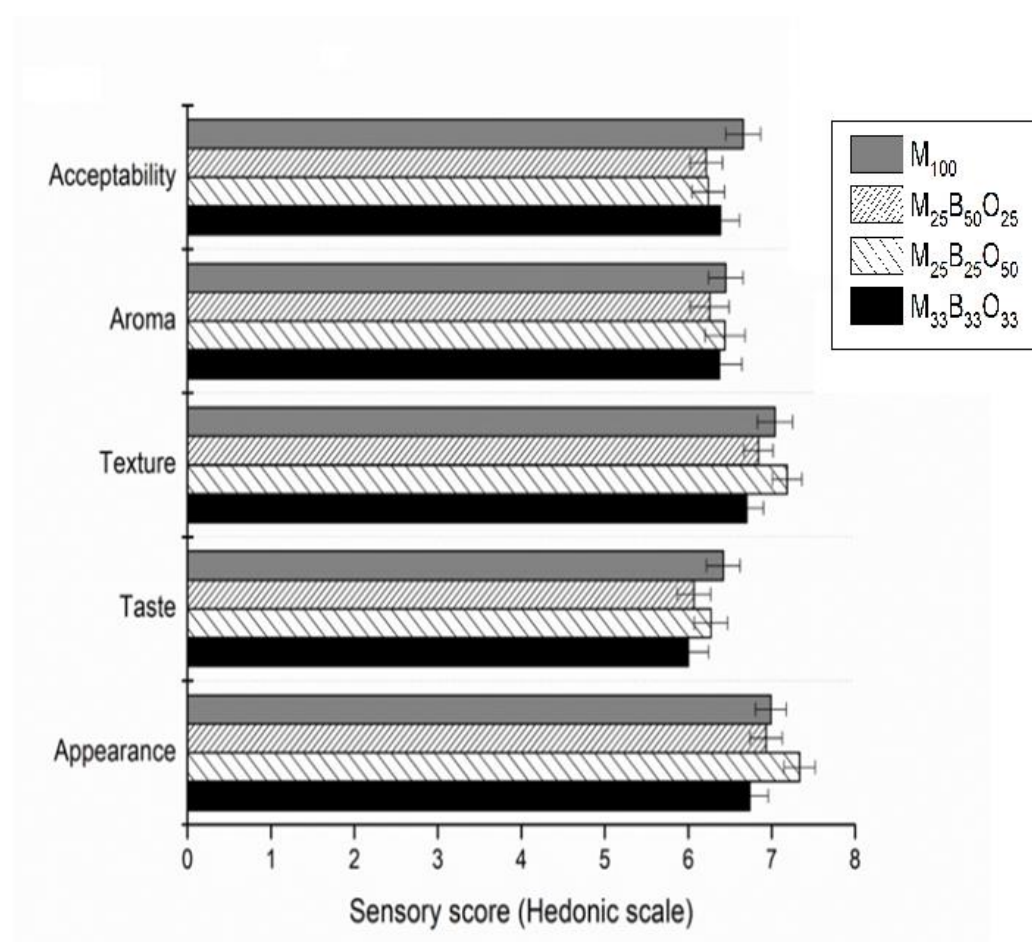 Acceptability
Aroma
Texture
Taste
Appearance
0 1 2 3 4 5 6 7 8
Sensory score (Hedonic scale)
M₁₀₀
M₂₅B₅₀O₂₅
M₂₅B₂₅O₅₀
M₃₃B₃₃O₃₃